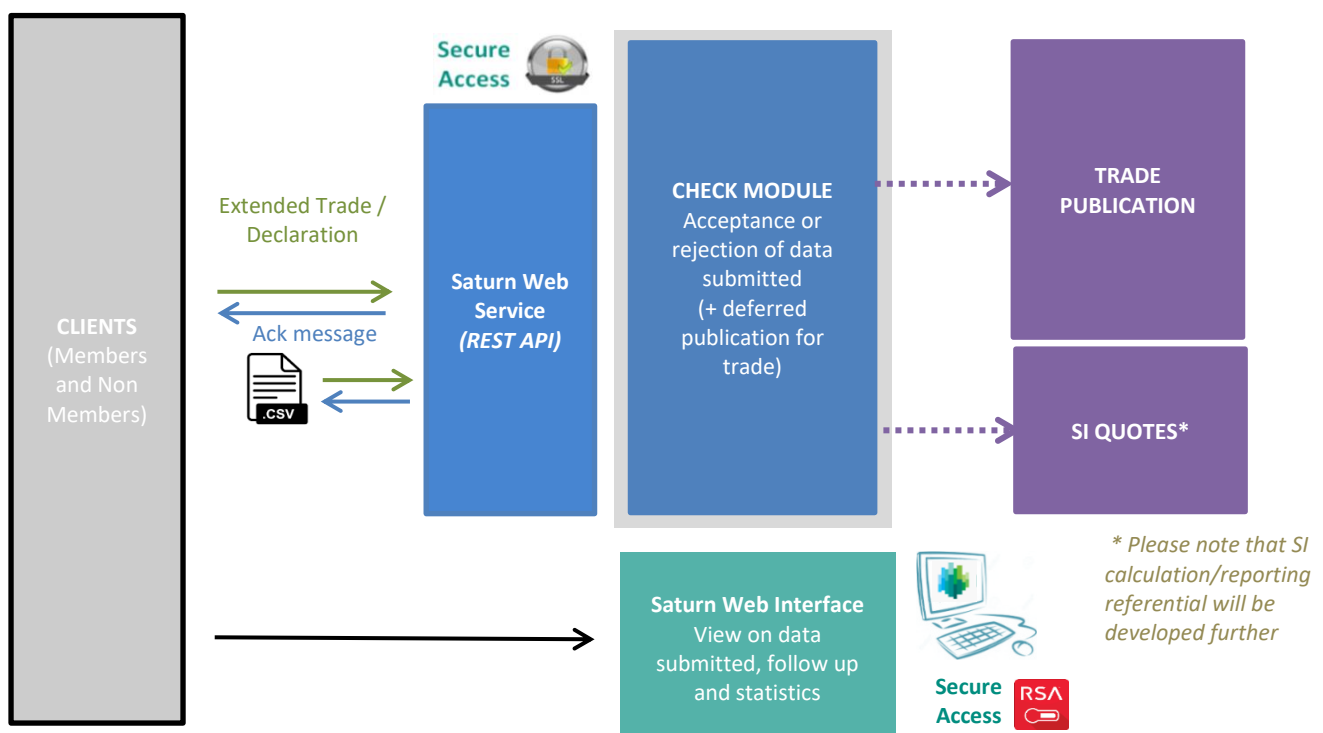 CLIENTS
(Members
and Non
Members)
Extended Trade /
Declaration
Ack message
.CSV
Secure
Access
SSL
Saturn Web
Service
(REST API)
CHECK MODULE
Acceptance or
rejection of data
submitted
(+ deferred
publication for
trade)
TRADE
PUBLICATION
SI QUOTES*
* Please note that SI
calculation/reporting
referential will be
developed further
Saturn Web Interface
View on data
submitted, follow up
and statistics
Secure
Access
RSA